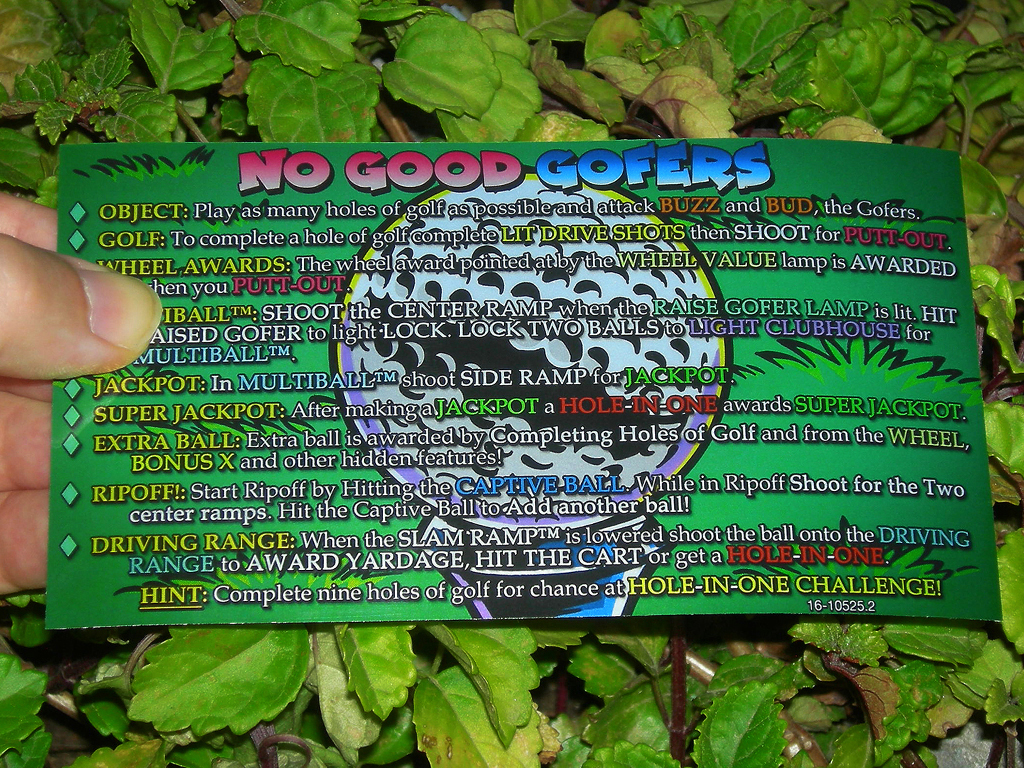 NO GOOD GOFERS
OBJECT: Play as many holes of golf as possible and attack BUZZ and BUD, the Gofers.
GOLF: To complete a hole of golf complete LIT DRIVE SHOTS then SHOOT for PUTT-OUT.
WHEEL AWARDS: The wheel award pointed at by the WHEEL VALUE lamp is AWARDED
hen you PUTT-OUT.
TIBALL™: SHOOT the CENTER RAMP when the RAISE GOFER LAMP is lit. HIT
AISED GOFER to light LOCK. LOCK TWO BALLS to LIGHT CLUBHOUSE for
MULTIBALL™.
JACKPOT: In MULTIBALL™ shoot SIDE RAMP for JACKPOT.
SUPER JACKPOT: After making a JACKPOT a HOLE-IN-ONE awards SUPER JACKPOT.
EXTRA BALL: Extra ball is awarded by Completing Holes of Golf and from the WHEEL,
BONUS X and other hidden features!
RIPOFF!: Start Ripoff by Hitting the CAPTIVE BALL. While in Ripoff Shoot for the Two
center ramps. Hit the Captive Ball to Add another ball!
DRIVING RANGE: When the SLAM RAMP™ is lowered shoot the ball onto the DRIVING
RANGE to AWARD YARDAGE, HIT THE CART or get a HOLE-IN-ONE.
HINT: Complete nine holes of golf for chance at HOLE-IN-ONE CHALLENGE!
16-10525.2